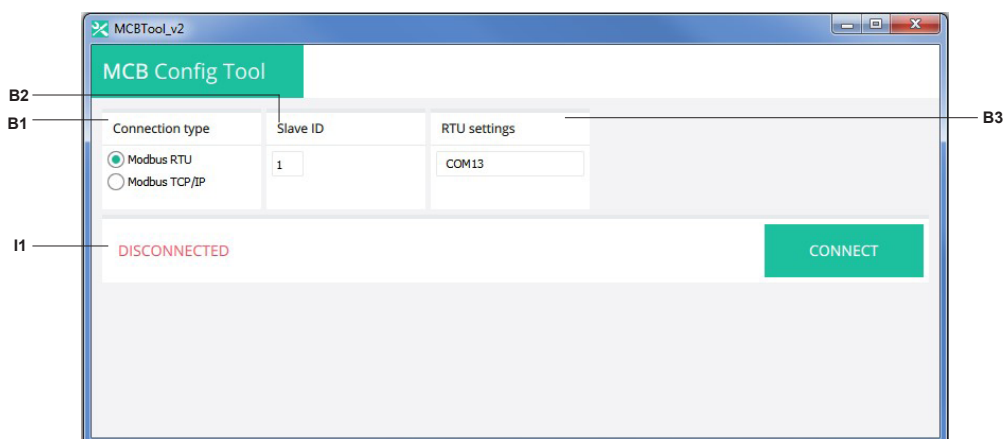 MCBTool_v2
MCB Config Tool
B2
B1
B3
Connection type
Slave ID
RTU settings
Modbus RTU
1
COM13
Modbus TCP/IP
I1
DISCONNECTED
CONNECT